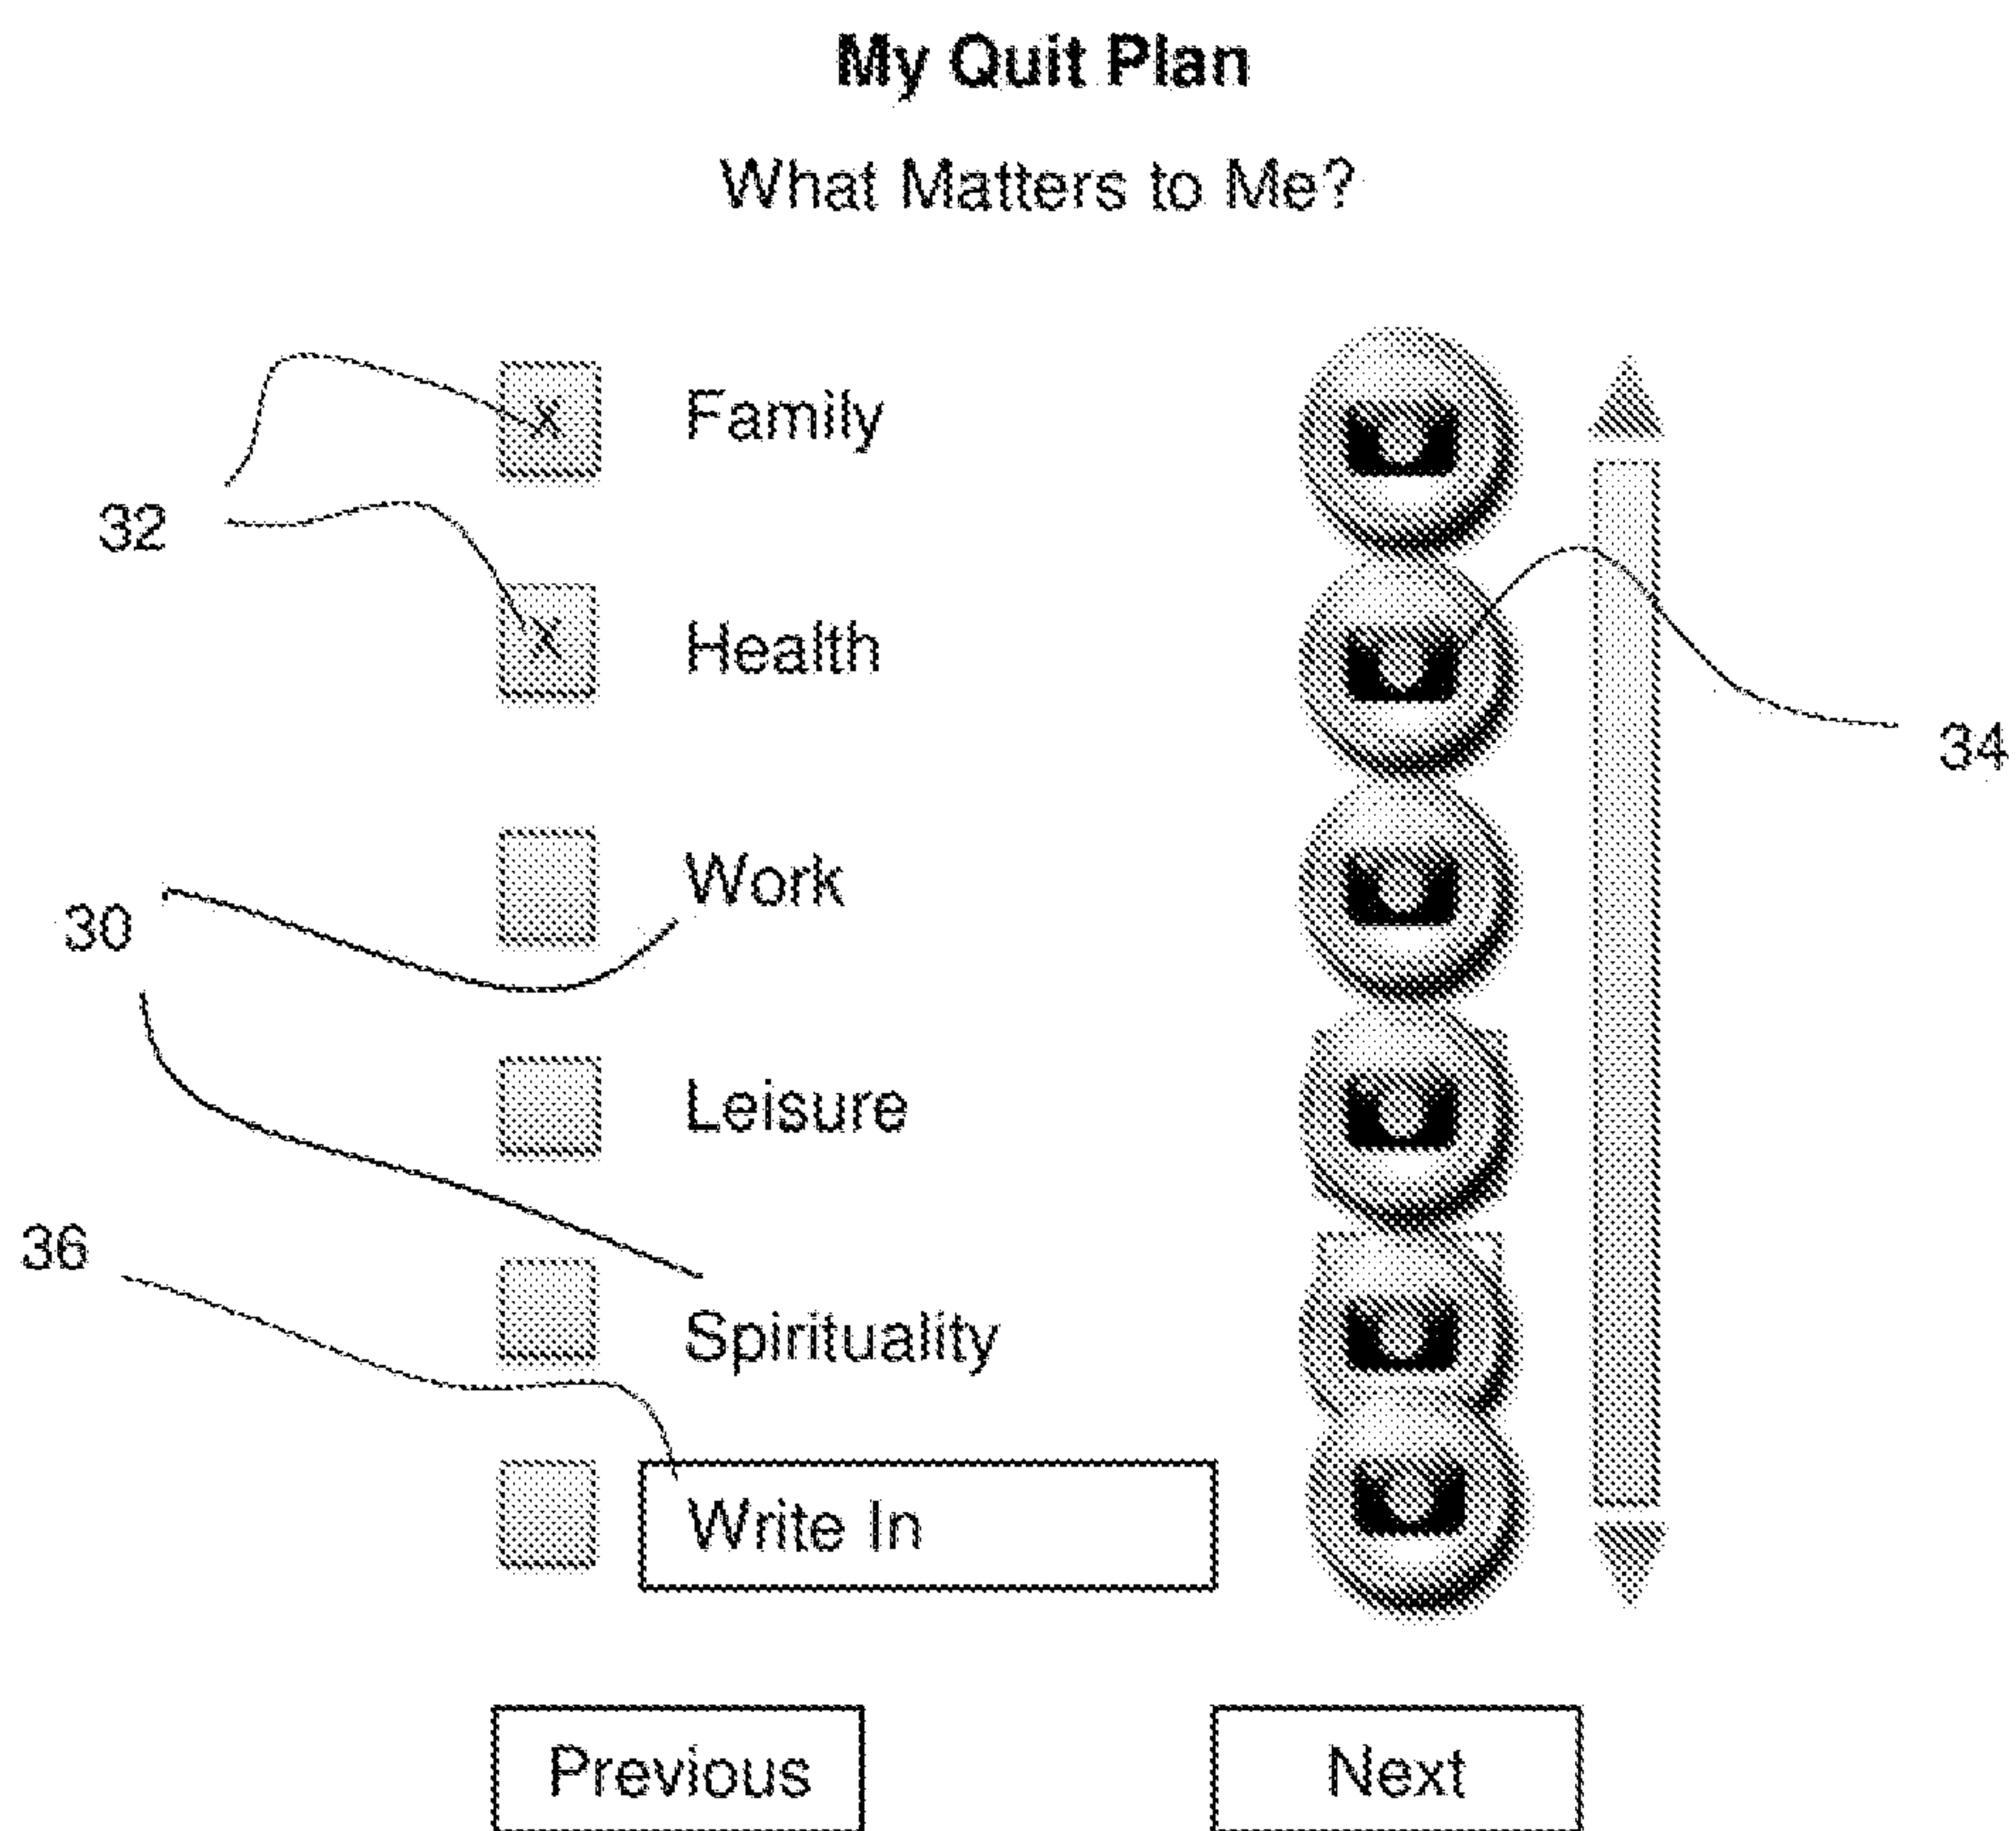 My Quit Plan
What Matters to Me?
X Family
32
X Health
34
Work
30
Leisure
36
Spirituality
Write In
Previous
Next